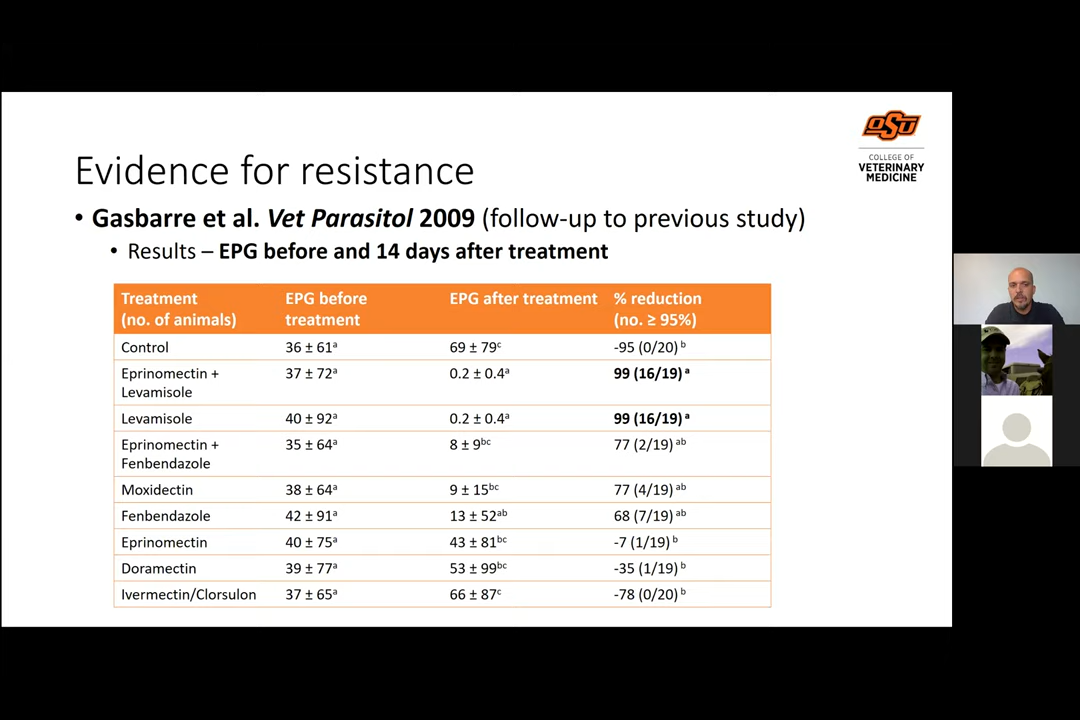 OSU
COLLEGE OF
VETERINARY
MEDICINE
Evidence for resistance
• Gasbarre et al. Vet Parasitol 2009 (follow-up to previous study)
• Results – EPG before and 14 days after treatment
Treatment (no. of animals) EPG before treatment EPG after treatment % reduction (no. ≥ 95%)
Control 36 ± 61ᵃ 69 ± 79ᶜ -95 (0/20) ᵇ
Eprinomectin + Levamisole 37 ± 72ᵃ 0.2 ± 0.4ᵃ 99 (16/19) ᵃ
Levamisole 40 ± 92ᵃ 0.2 ± 0.4ᵃ 99 (16/19) ᵃ
Eprinomectin + Fenbendazole 35 ± 64ᵃ 8 ± 9ᵇᶜ 77 (2/19) ᵃᵇ
Moxidectin 38 ± 64ᵃ 9 ± 15ᵇᶜ 77 (4/19) ᵃᵇ
Fenbendazole 42 ± 91ᵃ 13 ± 52ᵃᵇ 68 (7/19) ᵃᵇ
Eprinomectin 40 ± 75ᵃ 43 ± 81ᵇᶜ -7 (1/19) ᵇ
Doramectin 39 ± 77ᵃ 53 ± 99ᵇᶜ -35 (1/19) ᵇ
Ivermectin/Clorsulon 37 ± 65ᵃ 66 ± 87ᶜ -78 (0/20) ᵇ